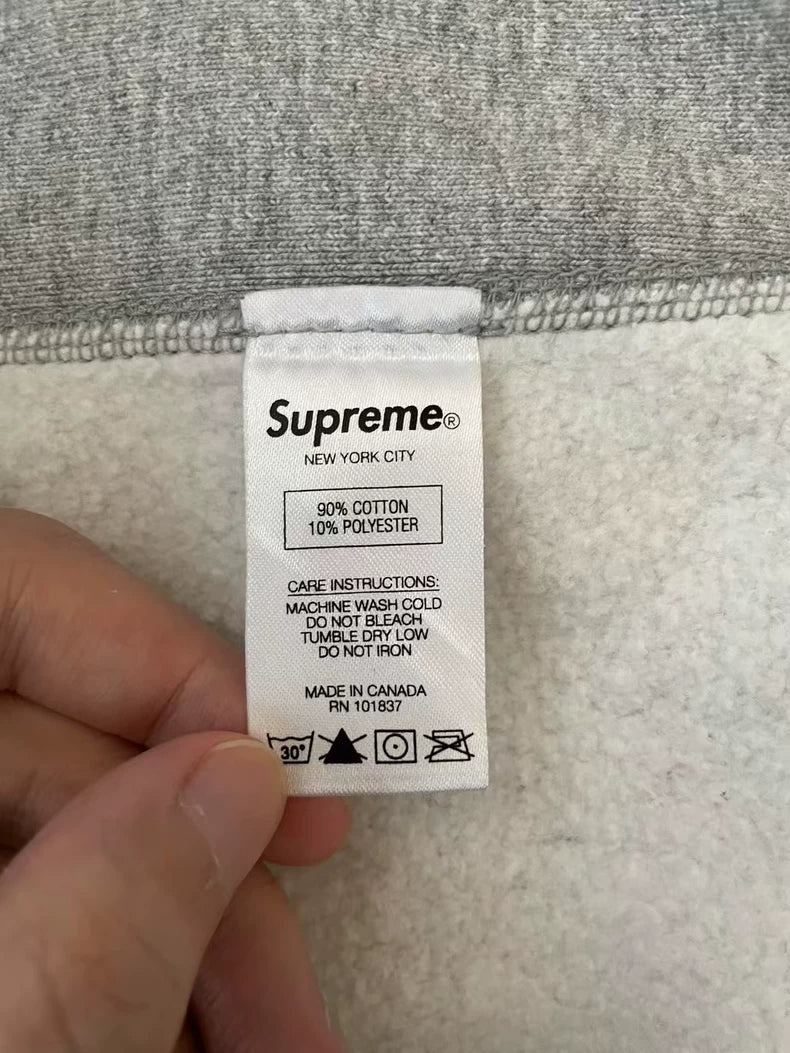 Supreme®
NEW YORK CITY
90% COTTON
10% POLYESTER
CARE INSTRUCTIONS:
MACHINE WASH COLD
DO NOT BLEACH
TUMBLE DRY LOW
DO NOT IRON
MADE IN CANADA
RN 101837
30°